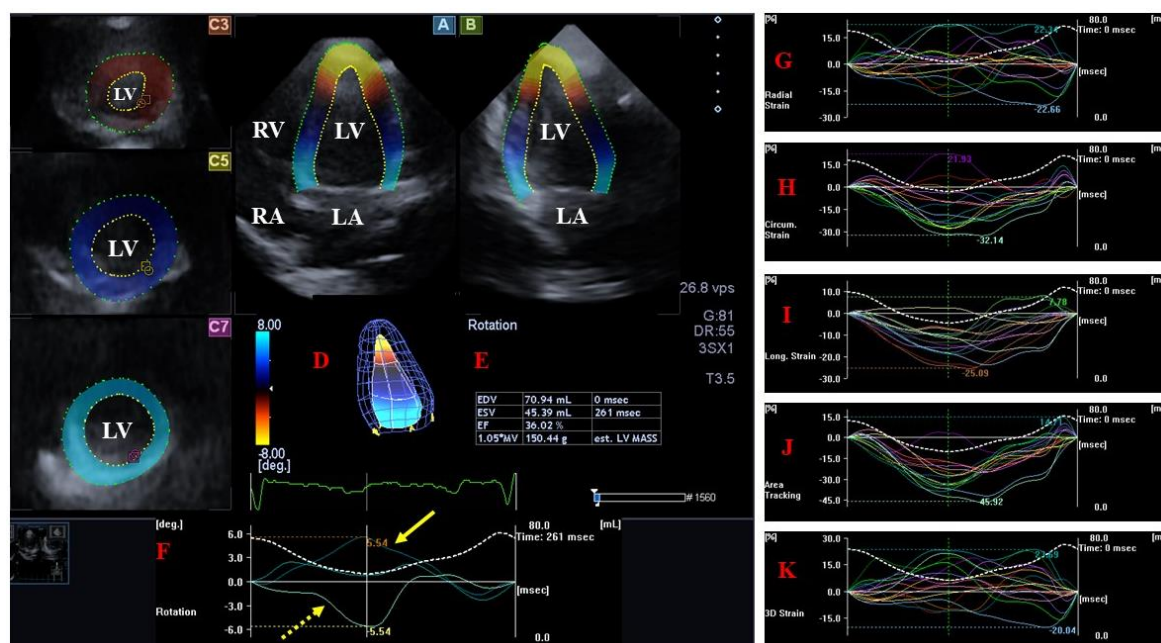 C3
LV
C5
LV
C7
LV
A
RV
LV
RA
LA
B
LV
LA
26.8 vps
G:81
DR:55
3SX1
T3.5
8.00
-8.00
[deg.]
D
Rotation
E
EDV 70.94 mL 0 msec
ESV 45.39 mL 261 msec
EF 36.02 %
1.05*MV 150.44 g est. LV MASS
#1560
[deg.]
F
6.0
3.0
0.0
-3.0
-6.0
Rotation
5.54
-5.54
80.0 [mL]
Time: 261 msec
[msec]
0.0
[%]
15.0
0.0
-15.0
-30.0
G
Radial
Strain
22.34
-22.66
80.0
Time: 0 msec
[msec]
0.0
[%]
15.0
0.0
-15.0
-30.0
H
Circum.
Strain
21.93
-32.14
80.0
Time: 0 msec
[msec]
0.0
[%]
10.0
0.0
-10.0
-20.0
-30.0
I
Long. Strain
7.78
-25.09
80.0
Time: 0 msec
[msec]
0.0
[%]
15.0
0.0
-15.0
-30.0
-45.0
J
Area
Tracking
-45.92
80.0
Time: 0 msec
[msec]
0.0
[%]
30.0
15.0
0.0
-10.0
-20.0
K
3D Strain
-20.04
80.0
Time: 0 msec
[msec]
0.0